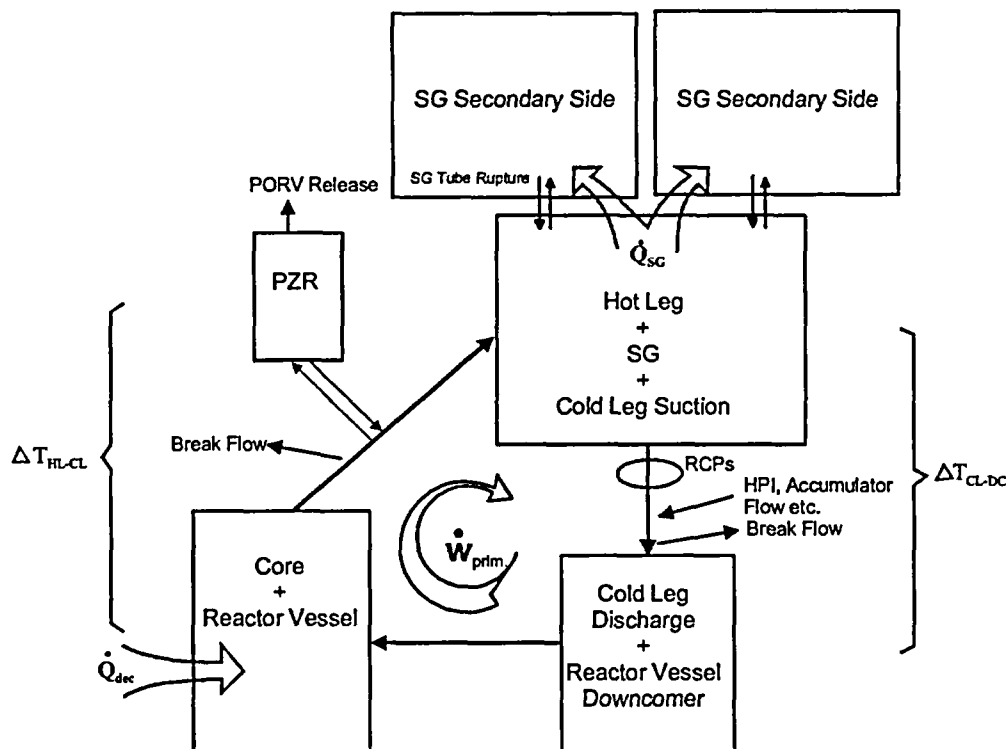 SG Secondary Side
SG Secondary Side
SG Tube Rupture
PORV Release
PZR
Q̇SG
Hot Leg
+
SG
+
Cold Leg Suction
Break Flow
ΔTHL-CL
RCPs
ΔTCL-DC
HPI, Accumulator
Flow etc.
Break Flow
Ẇprim.
Core
+
Reactor Vessel
Cold Leg
Discharge
+
Reactor Vessel
Downcomer
Q̇dec